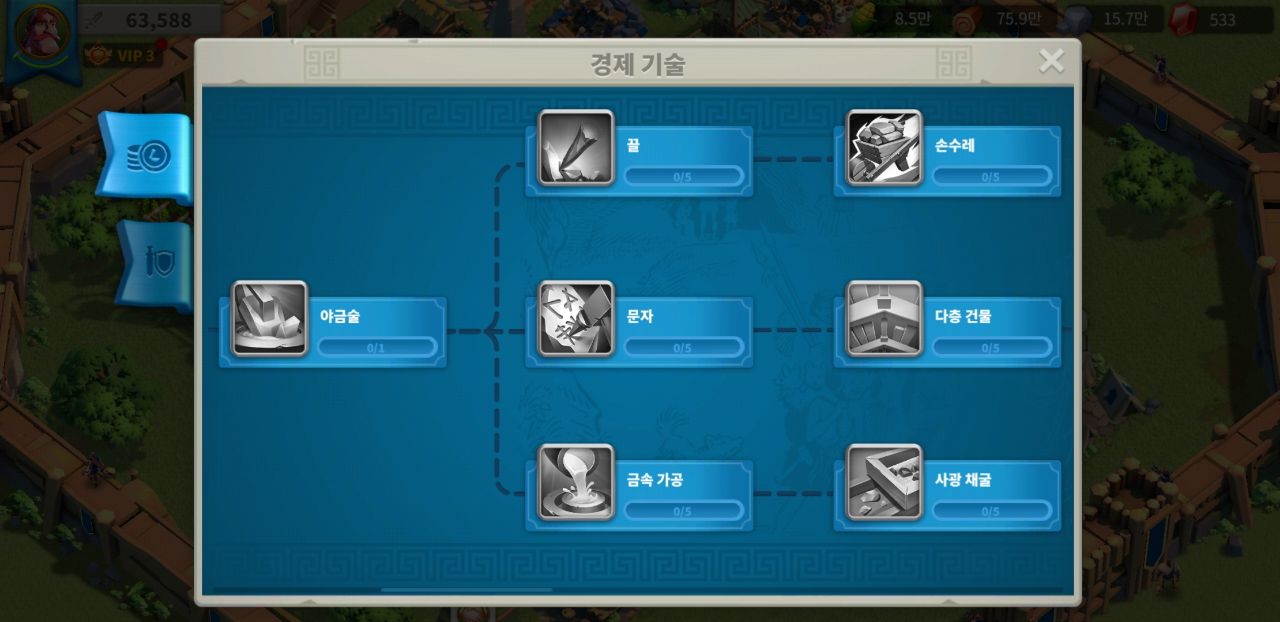 63,588
8.5만
75.9만
15.7만
533
VIP 3
경제 기술
끌
0/5
손수레
0/5
야금술
0/1
문자
0/5
다층 건물
0/5
금속 가공
0/5
사광 채굴
0/5